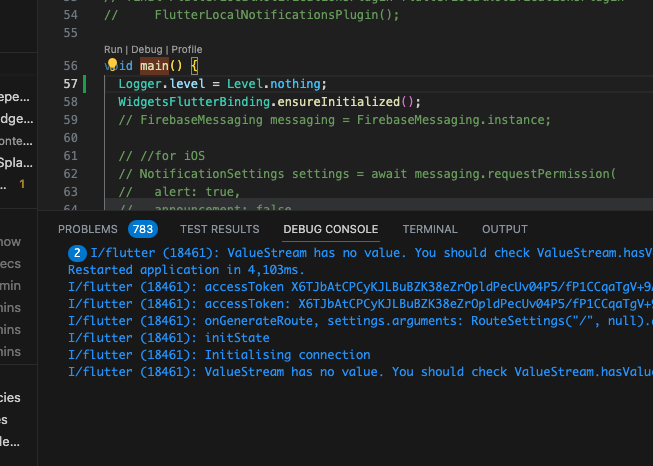 54 // FlutterLocalNotificationsPlugin();
55
Run | Debug | Profile
56 void main() {
57 Logger.level = Level.nothing;
58 WidgetsFlutterBinding.ensureInitialized();
59 // FirebaseMessaging messaging = FirebaseMessaging.instance;
60
61 // //for iOS
62 // NotificationSettings settings = await messaging.requestPermission(
63 // alert: true,
64 // announcement: false
epe...
dge...
onte...
Spla...
... 1
now
ecs
min
mins
mins
mins
cies
es
le...
PROBLEMS 783 TEST RESULTS DEBUG CONSOLE TERMINAL OUTPUT
2 I/flutter (18461): ValueStream has no value. You should check ValueStream.hasV
Restarted application in 4,103ms.
I/flutter (18461): accessToken X6TJbAtCPCyKJLBuBZK38eZrOpldPecUv04P5/fP1CCqaTgV+9
I/flutter (18461): accessToken: X6TJbAtCPCyKJLBuBZK38eZrOpldPecUv04P5/fP1CCqaTgV+
I/flutter (18461): onGenerateRoute, settings.arguments: RouteSettings("/", null).
I/flutter (18461): initState
I/flutter (18461): Initialising connection
I/flutter (18461): ValueStream has no value. You should check ValueStream.hasValu